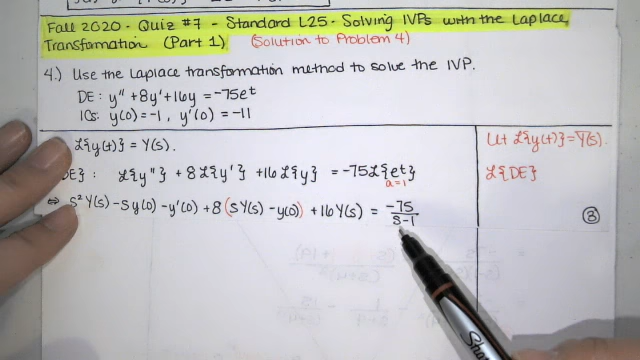 Fall 2020 - Quiz #7 - Standard L25 - Solving IVPs with the Laplace
Transformation (Part 1) (Solution to Problem 4)
4.) Use the Laplace transformation method to solve the IVP.
DE: y'' + 8y' + 16y = -75eᵗ
ICs: y(0) = -1, y'(0) = -11
ℒ{y(t)} = Y(s).
Let ℒ{y(t)} = Y(s).
DE}: ℒ{y''} + 8ℒ{y'} + 16ℒ{y} = -75ℒ{eᵗ}
a=1
ℒ{DE}
⇔ s²Y(s) - sy(0) - y'(0) + 8(sY(s) - y(0)) + 16Y(s) = -75/(s-1)
③